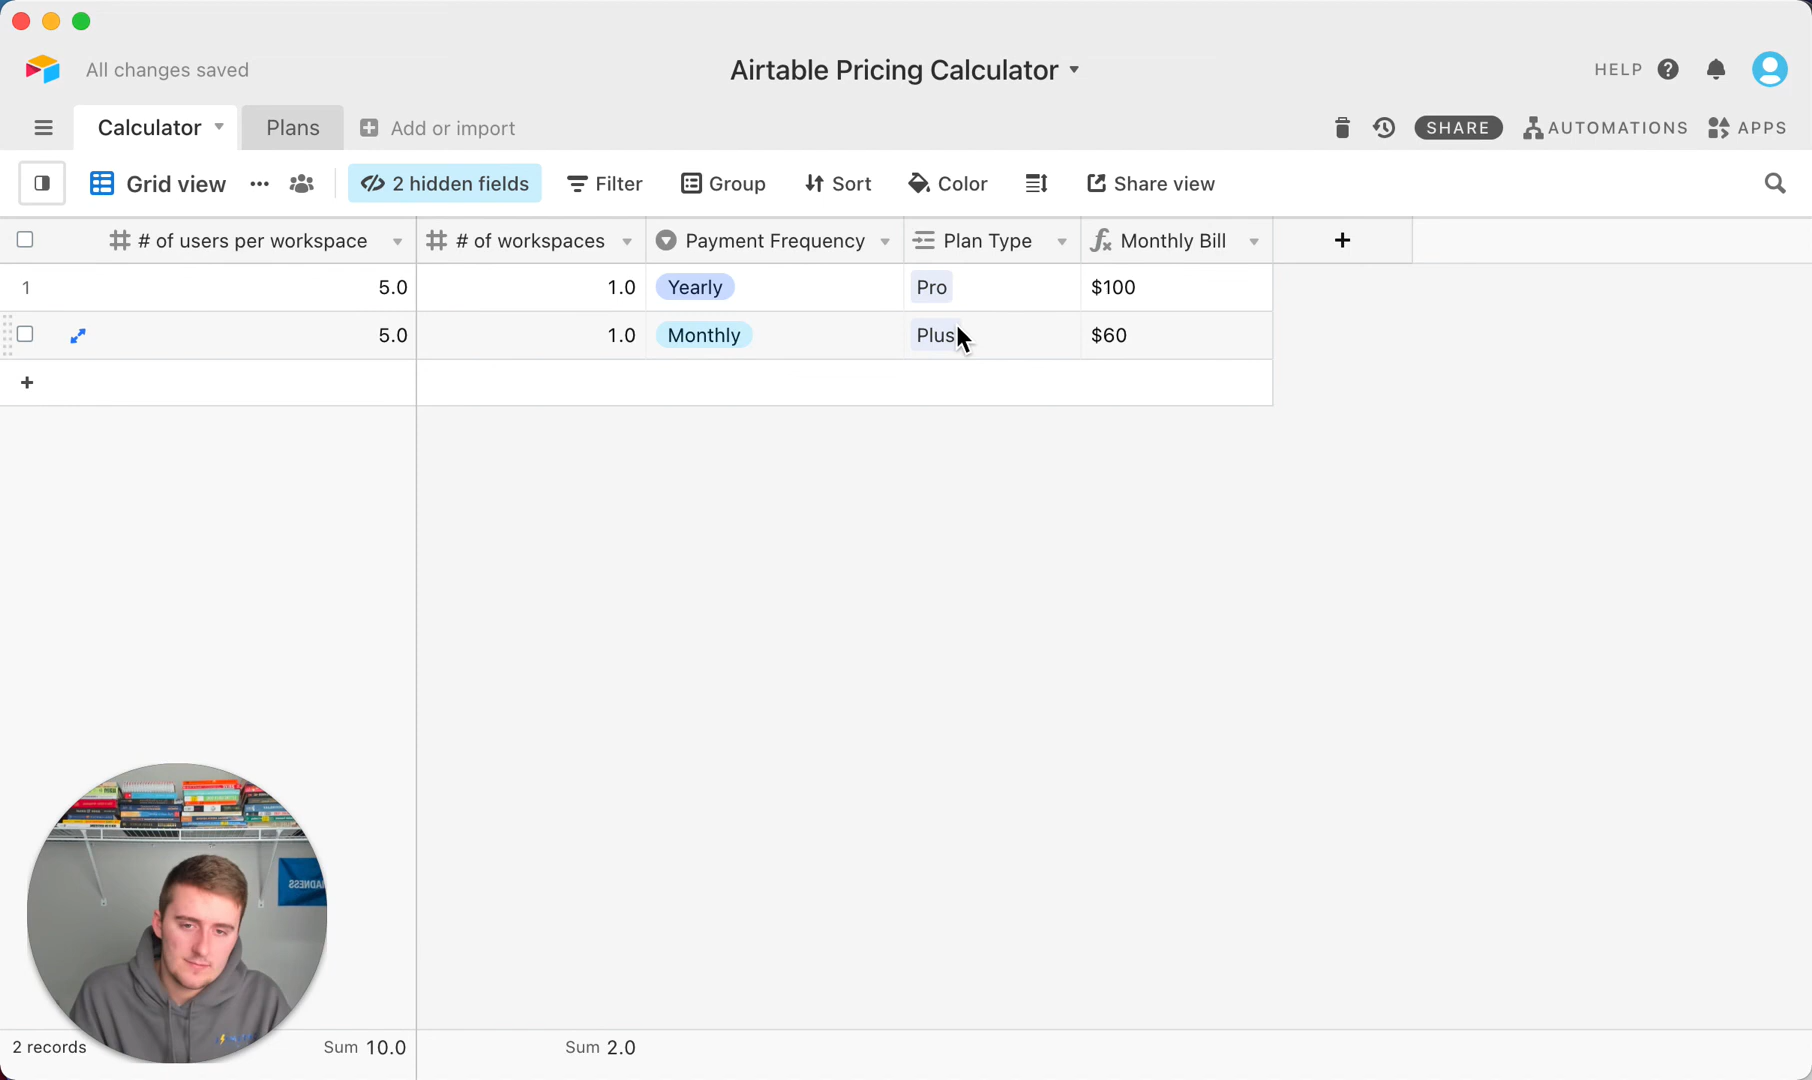 All changes saved
Airtable Pricing Calculator
HELP
Calculator
Plans
Add or import
SHARE
AUTOMATIONS
APPS
Grid view
2 hidden fields
Filter
Group
Sort
Color
Share view
# of users per workspace
# of workspaces
Payment Frequency
Plan Type
Monthly Bill
1 5.0 1.0 Yearly Pro $100
5.0 1.0 Monthly Plus $60
2 records
Sum 10.0
Sum 2.0